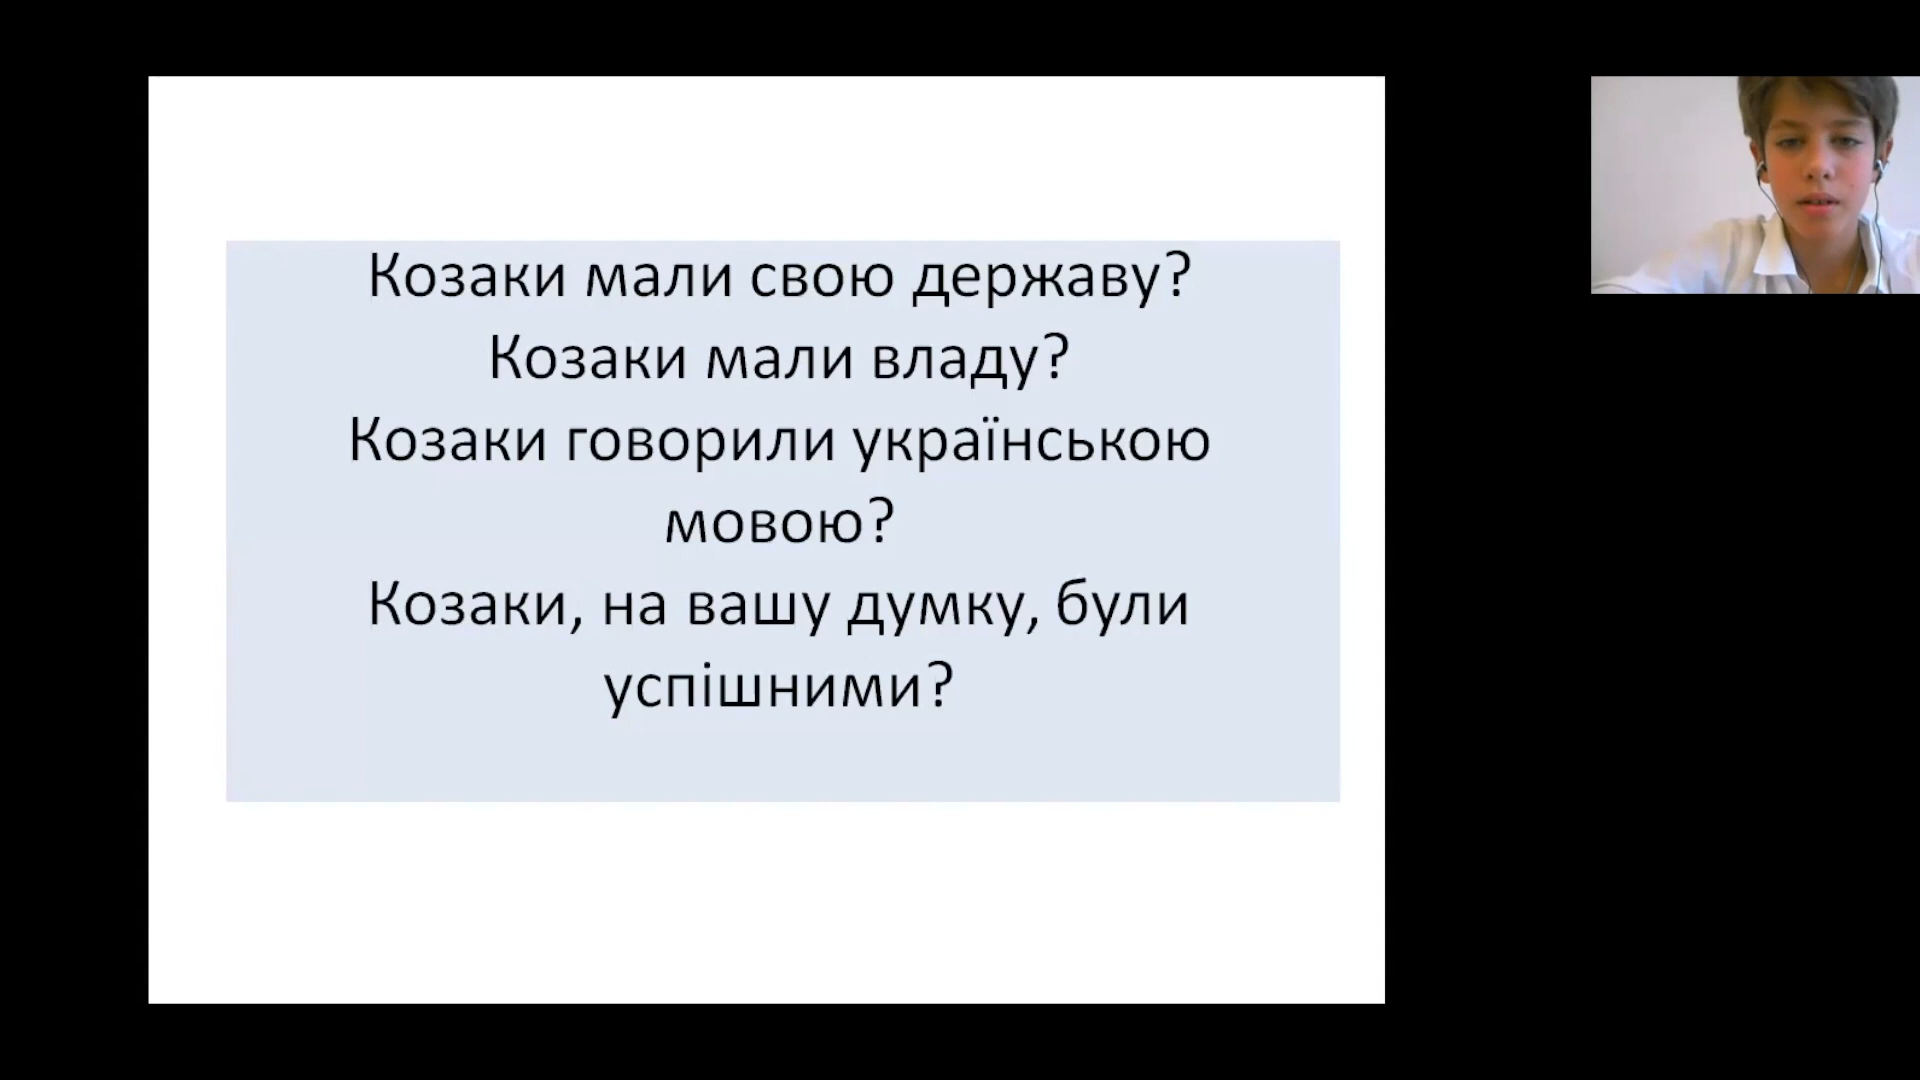 Козаки мали свою державу?
Козаки мали владу?
Козаки говорили українською
мовою?
Козаки, на вашу думку, були
успішними?